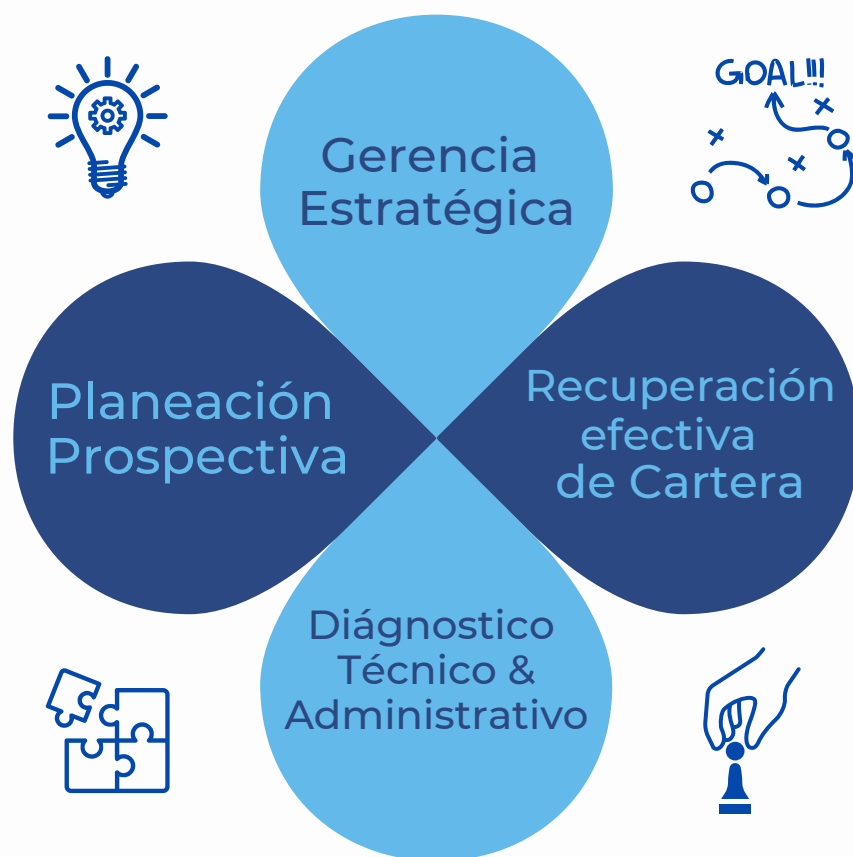 GOAL!!!
Gerencia
Estratégica
Planeación
Prospectiva
Recuperación
efectiva
de Cartera
Diágnostico
Técnico &
Administrativo